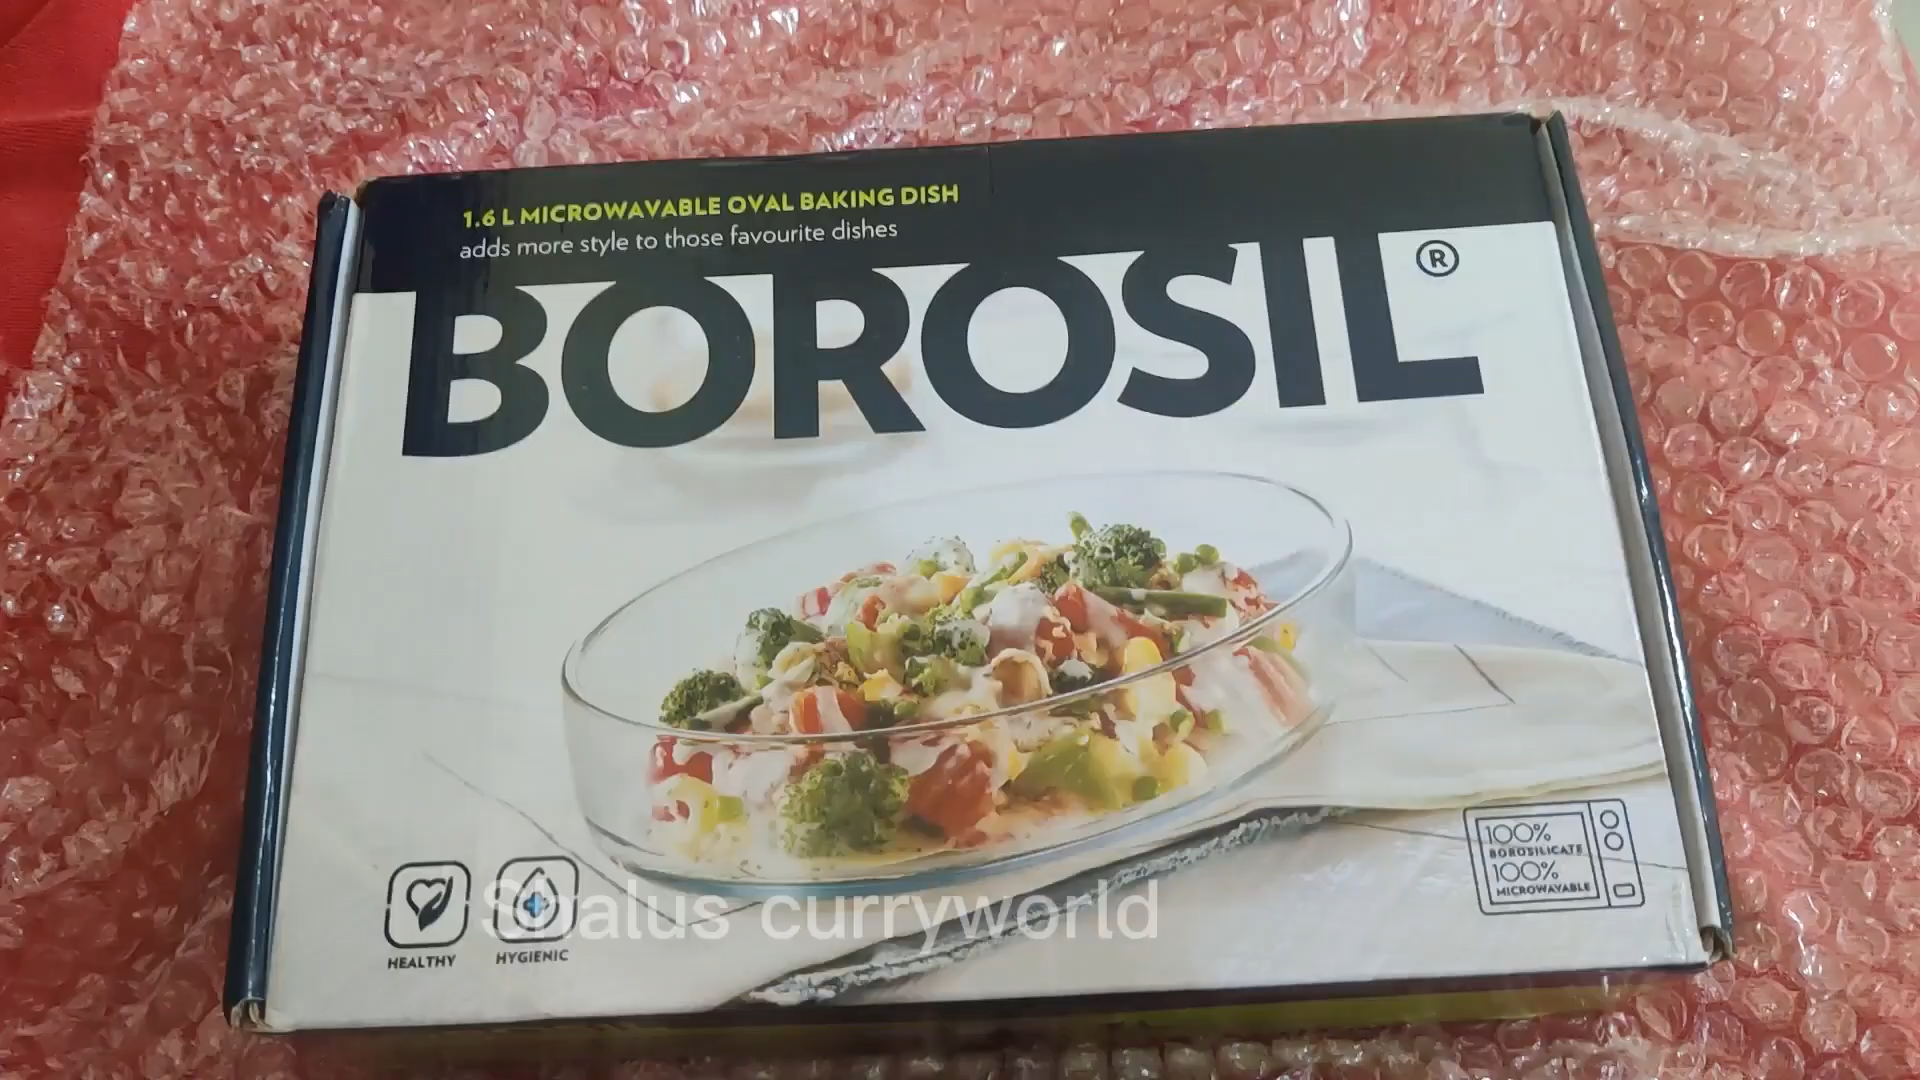 1.6 L MICROWAVABLE OVAL BAKING DISH
adds more style to those favourite dishes
BOROSIL®
100%
BOROSILICATE
100%
MICROWAVABLE
Shalus curryworld
HEALTHY
HYGIENIC